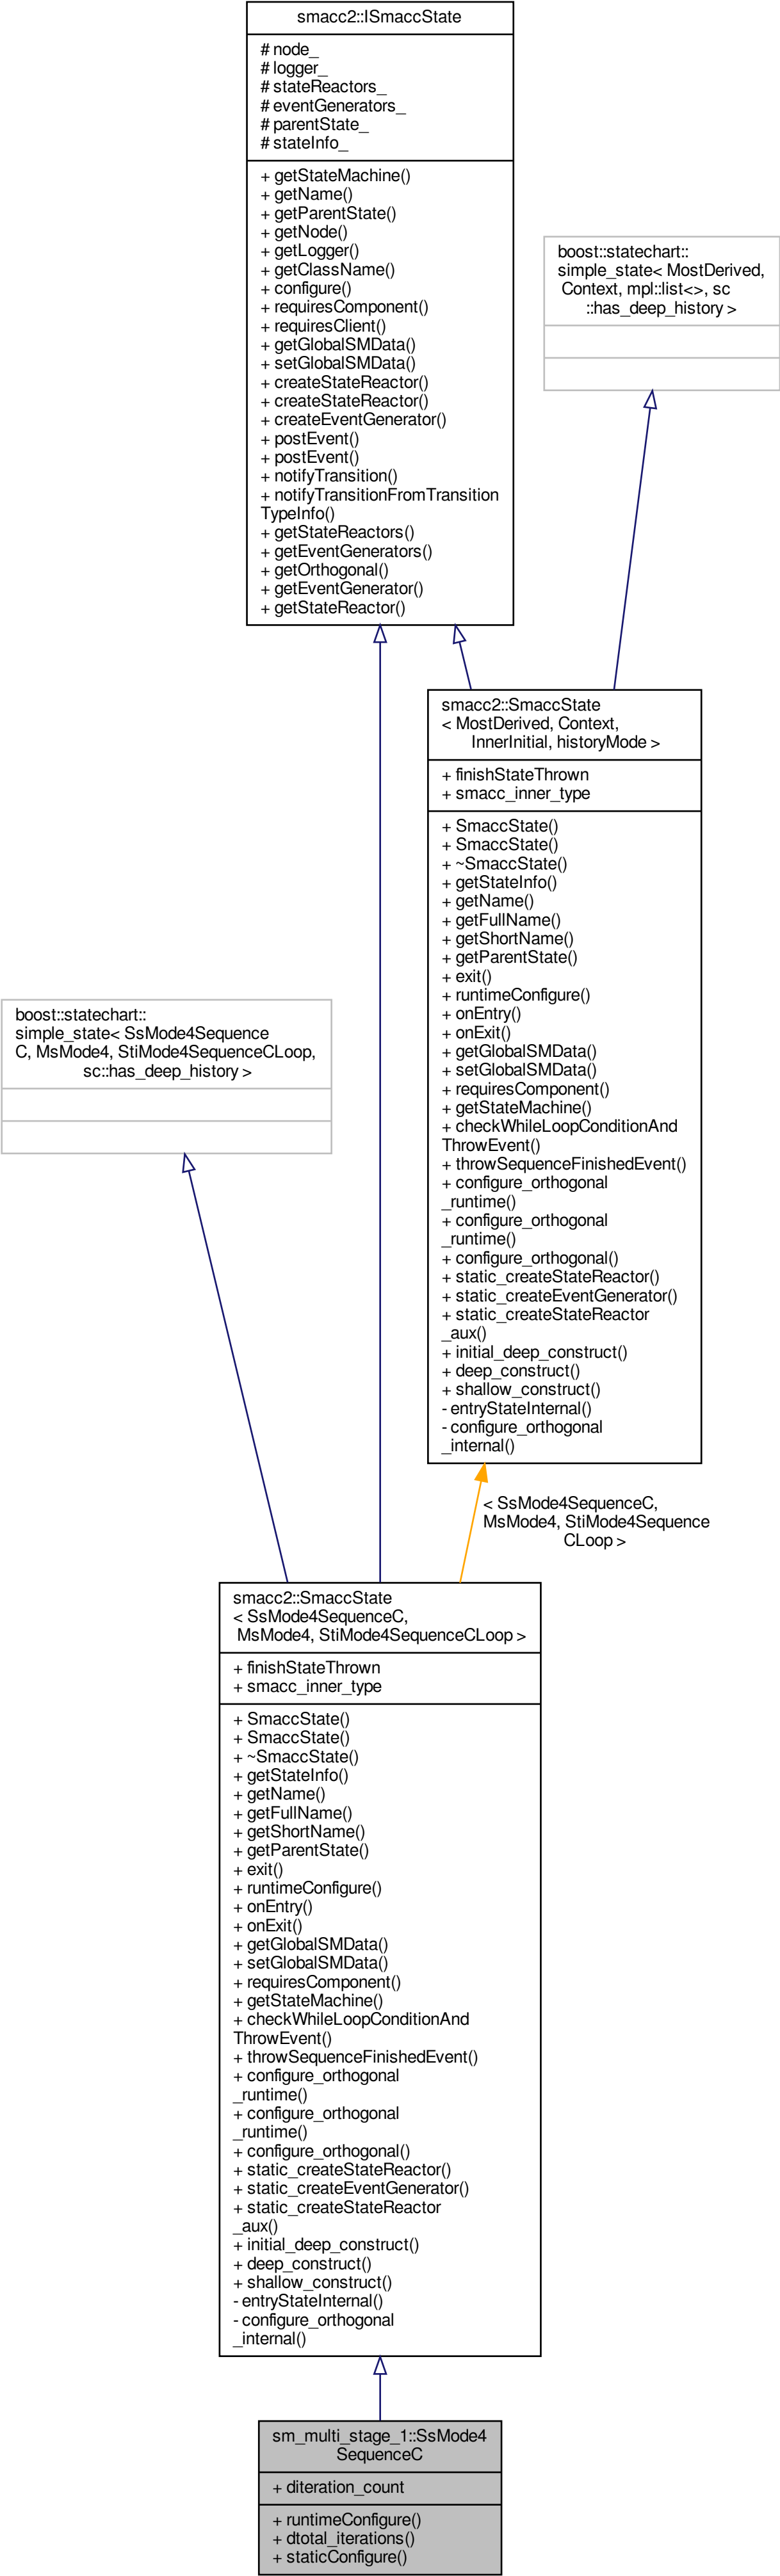 smacc2::ISmaccState
# node_
# logger_
# stateReactors_
# eventGenerators_
# parentState_
# stateInfo_
+ getStateMachine()
+ getName()
+ getParentState()
+ getNode()
+ getLogger()
+ getClassName()
+ configure()
+ requiresComponent()
+ requiresClient()
+ getGlobalSMData()
+ setGlobalSMData()
+ createStateReactor()
+ createStateReactor()
+ createEventGenerator()
+ postEvent()
+ postEvent()
+ notifyTransition()
+ notifyTransitionFromTransition
TypeInfo()
+ getStateReactors()
+ getEventGenerators()
+ getOrthogonal()
+ getEventGenerator()
+ getStateReactor()
boost::statechart::
simple_state< MostDerived,
Context, mpl::list<>, sc
::has_deep_history >
smacc2::SmaccState
< MostDerived, Context,
InnerInitial, historyMode >
+ finishStateThrown
+ smacc_inner_type
+ SmaccState()
+ SmaccState()
+ ~SmaccState()
+ getStateInfo()
+ getName()
+ getFullName()
+ getShortName()
+ getParentState()
+ exit()
+ runtimeConfigure()
+ onEntry()
+ onExit()
+ getGlobalSMData()
+ setGlobalSMData()
+ requiresComponent()
+ getStateMachine()
+ checkWhileLoopConditionAnd
ThrowEvent()
+ throwSequenceFinishedEvent()
+ configure_orthogonal
_runtime()
+ configure_orthogonal
_runtime()
+ configure_orthogonal()
+ static_createStateReactor()
+ static_createEventGenerator()
+ static_createStateReactor
_aux()
+ initial_deep_construct()
+ deep_construct()
+ shallow_construct()
- entryStateInternal()
- configure_orthogonal
_internal()
boost::statechart::
simple_state< SsMode4Sequence
C, MsMode4, StiMode4SequenceCLoop,
sc::has_deep_history >
< SsMode4SequenceC,
MsMode4, StiMode4Sequence
CLoop >
smacc2::SmaccState
< SsMode4SequenceC,
MsMode4, StiMode4SequenceCLoop >
+ finishStateThrown
+ smacc_inner_type
+ SmaccState()
+ SmaccState()
+ ~SmaccState()
+ getStateInfo()
+ getName()
+ getFullName()
+ getShortName()
+ getParentState()
+ exit()
+ runtimeConfigure()
+ onEntry()
+ onExit()
+ getGlobalSMData()
+ setGlobalSMData()
+ requiresComponent()
+ getStateMachine()
+ checkWhileLoopConditionAnd
ThrowEvent()
+ throwSequenceFinishedEvent()
+ configure_orthogonal
_runtime()
+ configure_orthogonal
_runtime()
+ configure_orthogonal()
+ static_createStateReactor()
+ static_createEventGenerator()
+ static_createStateReactor
_aux()
+ initial_deep_construct()
+ deep_construct()
+ shallow_construct()
- entryStateInternal()
- configure_orthogonal
_internal()
sm_multi_stage_1::SsMode4
SequenceC
+ diteration_count
+ runtimeConfigure()
+ dtotal_iterations()
+ staticConfigure()